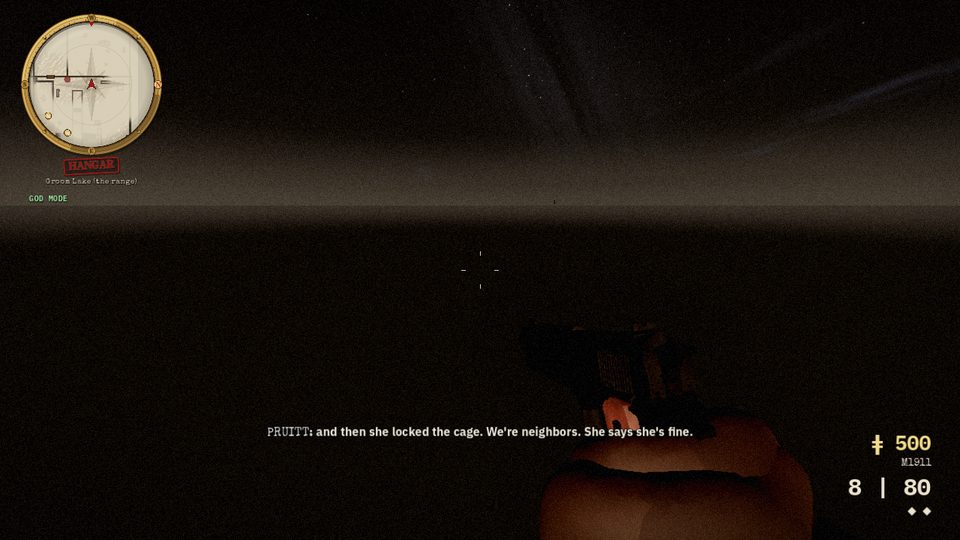 HANGAR
Groom Lake (the range)
GOD MODE
PRUITT: and then she locked the cage. We're neighbors. She says she's fine.
500
M1911
8 | 80